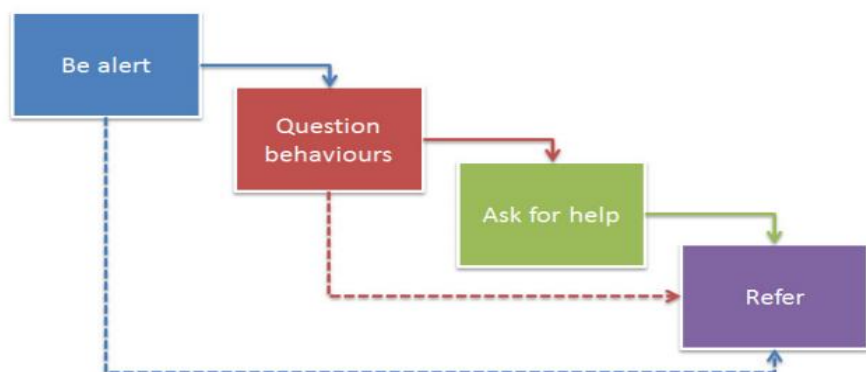 Be alert
Question
behaviours
Ask for help
Refer